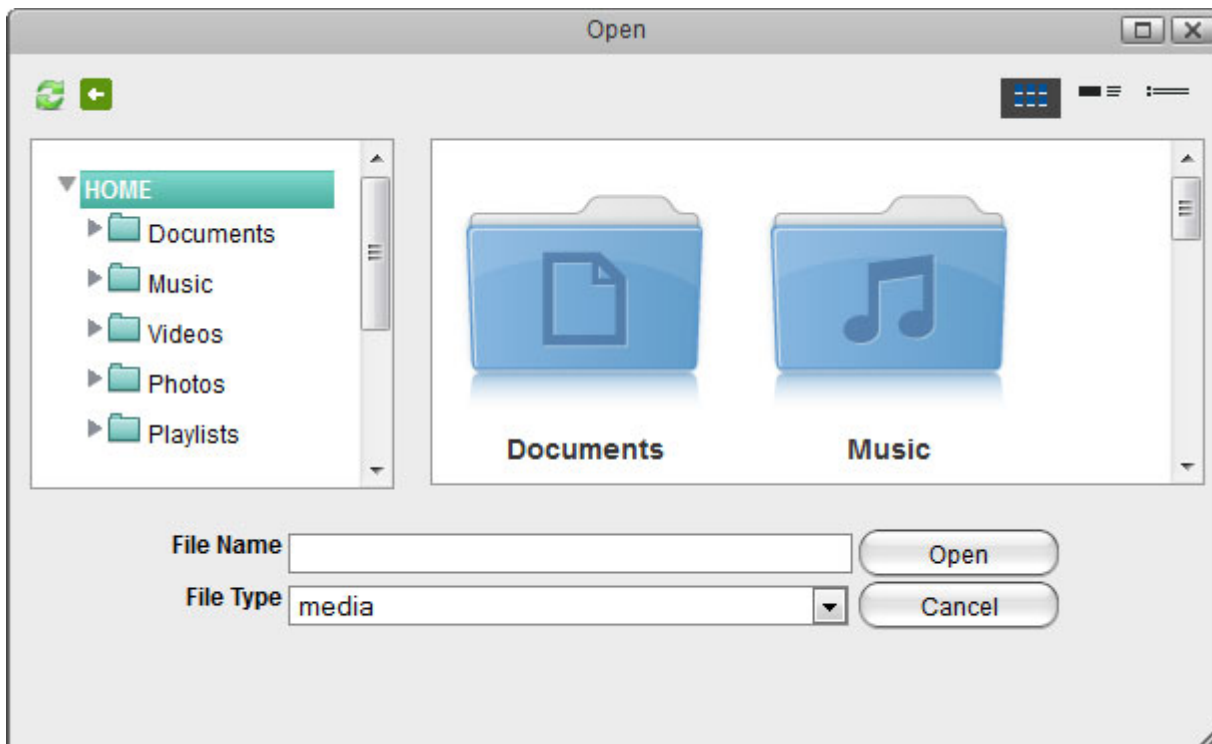 Open
HOME
Documents
Music
Videos
Photos
Playlists
Documents
Music
File Name
Open
File Type
media
Cancel